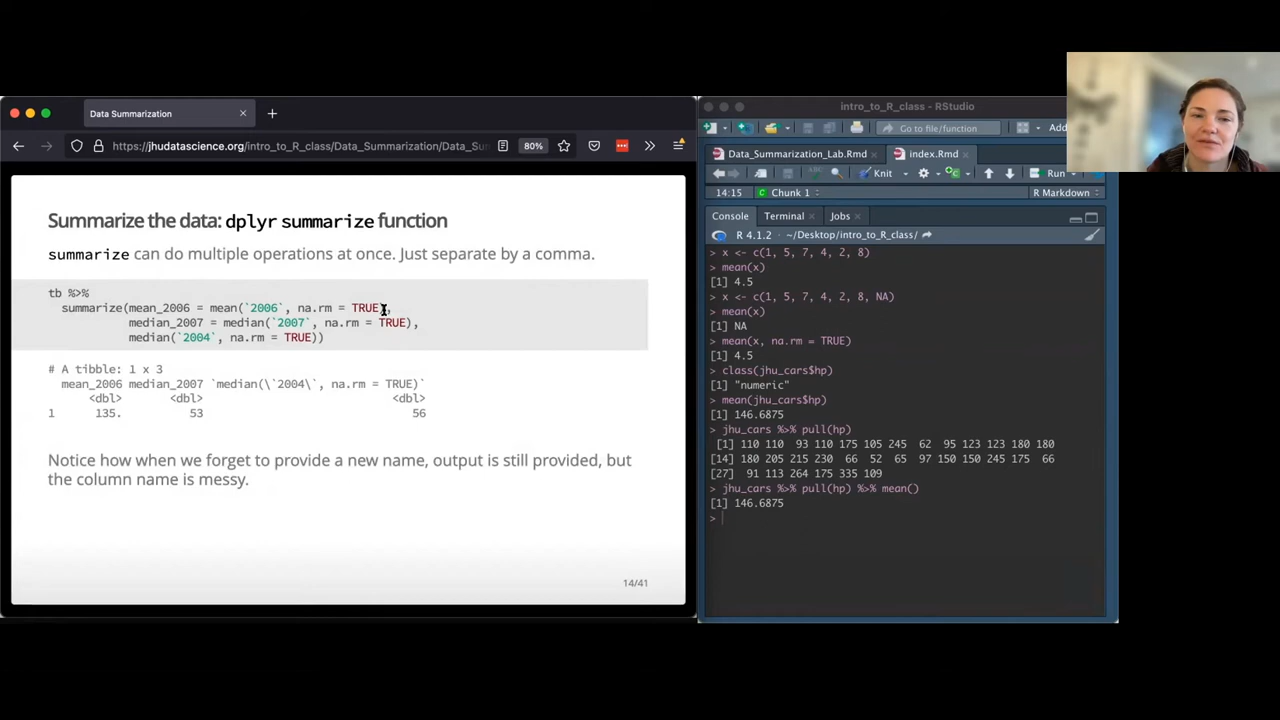 Data Summarization
https://jhudatascience.org/intro_to_R_class/Data_Summarization/Data_Su
80%
Summarize the data: dplyr summarize function
summarize can do multiple operations at once. Just separate by a comma.
tb %>%
summarize(mean_2006 = mean(`2006`, na.rm = TRUE),
median_2007 = median(`2007`, na.rm = TRUE),
median(`2004`, na.rm = TRUE))
# A tibble: 1 x 3
mean_2006 median_2007 `median(\`2004\`, na.rm = TRUE)`
<dbl> <dbl> <dbl>
1 135. 53 56
Notice how when we forget to provide a new name, output is still provided, but
the column name is messy.
14/41
intro_to_R_class - RStudio
Go to file/function
Add
Data_Summarization_Lab.Rmd
index.Rmd
Knit
Run
14:15
Chunk 1
R Markdown
Console
Terminal
Jobs
R 4.1.2 · ~/Desktop/intro_to_R_class/
> x <- c(1, 5, 7, 4, 2, 8)
> mean(x)
[1] 4.5
> x <- c(1, 5, 7, 4, 2, 8, NA)
> mean(x)
[1] NA
> mean(x, na.rm = TRUE)
[1] 4.5
> class(jhu_cars$hp)
[1] "numeric"
> mean(jhu_cars$hp)
[1] 146.6875
> jhu_cars %>% pull(hp)
[1] 110 110 93 110 175 105 245 62 95 123 123 180 180
[14] 180 205 215 230 66 52 65 97 150 150 245 175 66
[27] 91 113 264 175 335 109
> jhu_cars %>% pull(hp) %>% mean()
[1] 146.6875
>